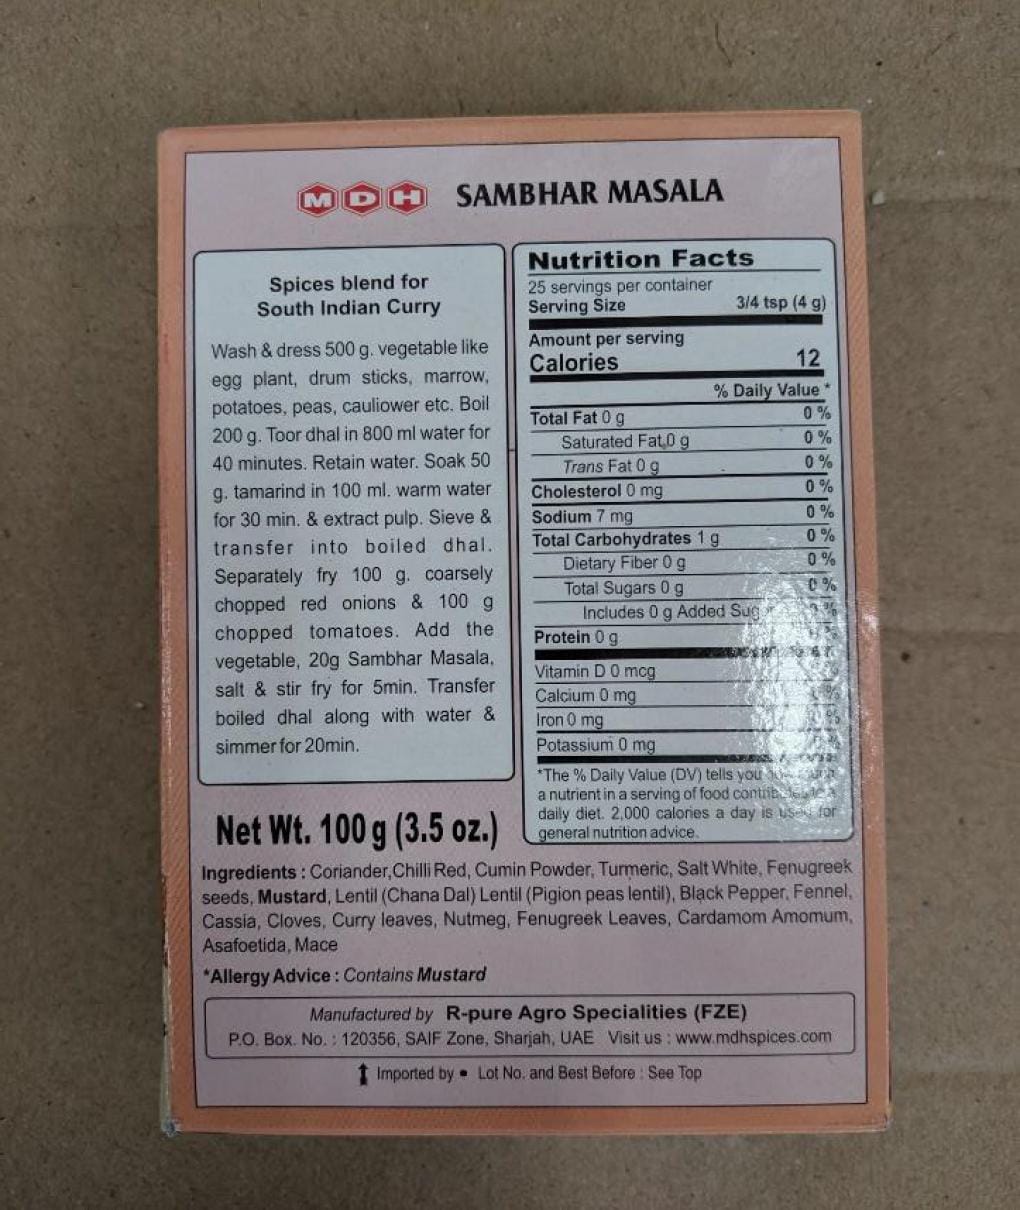 MDH SAMBHAR MASALA
Spices blend for
South Indian Curry
Wash & dress 500 g. vegetable like
egg plant, drum sticks, marrow,
potatoes, peas, cauliower etc. Boil
200 g. Toor dhal in 800 ml water for
40 minutes. Retain water. Soak 50
g. tamarind in 100 ml. warm water
for 30 min. & extract pulp. Sieve &
transfer into boiled dhal.
Separately fry 100 g. coarsely
chopped red onions & 100 g
chopped tomatoes. Add the
vegetable, 20g Sambhar Masala,
salt & stir fry for 5min. Transfer
boiled dhal along with water &
simmer for 20min.
Net Wt. 100 g (3.5 oz.)
Nutrition Facts
25 servings per container
Serving Size 3/4 tsp (4 g)
Amount per serving
Calories 12
% Daily Value *
Total Fat 0 g 0 %
Saturated Fat 0 g 0 %
Trans Fat 0 g 0 %
Cholesterol 0 mg 0 %
Sodium 7 mg 0 %
Total Carbohydrates 1 g 0 %
Dietary Fiber 0 g 0 %
Total Sugars 0 g 0 %
Includes 0 g Added
Protein 0 g
Vitamin D 0 mcg
Calcium 0 mg
Iron 0 mg
Potassium 0 mg
*The % Daily Value (DV) tells you
a nutrient in a serving of food
daily diet. 2,000 calories a day is used for
general nutrition advice.
Ingredients : Coriander, Chilli Red, Cumin Powder, Turmeric, Salt White, Fenugreek
seeds, Mustard, Lentil (Chana Dal) Lentil (Pigion peas lentil), Black Pepper, Fennel,
Cassia, Cloves, Curry leaves, Nutmeg, Fenugreek Leaves, Cardamom Amomum,
Asafoetida, Mace
*Allergy Advice : Contains Mustard
Manufactured by R-pure Agro Specialities (FZE)
P.O. Box. No. : 120356, SAIF Zone, Sharjah, UAE Visit us : www.mdhspices.com
Imported by • Lot No. and Best Before : See Top